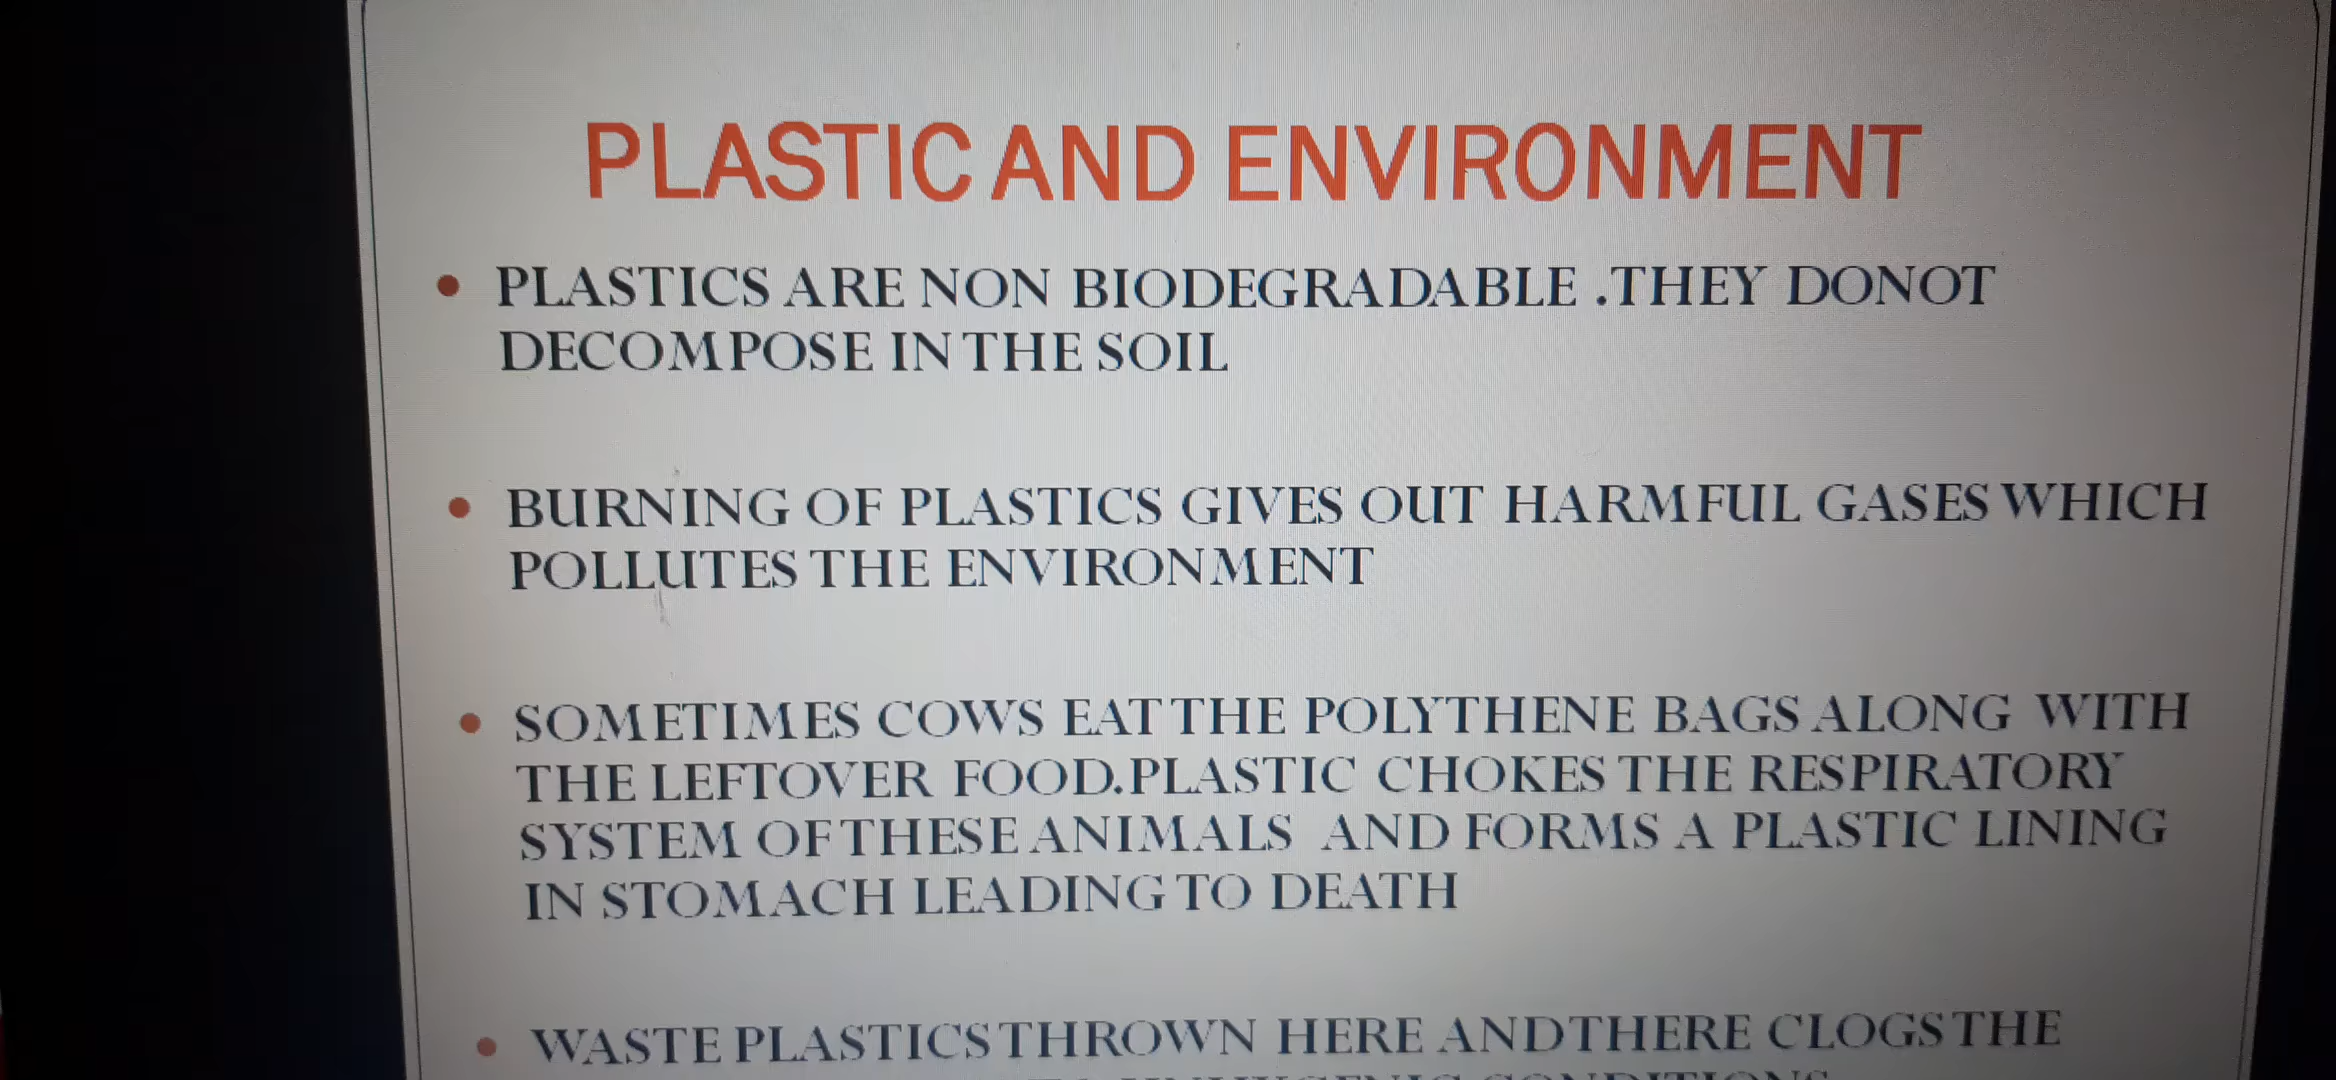 PLASTIC AND ENVIRONMENT
• PLASTICS ARE NON BIODEGRADABLE .THEY DONOT
DECOMPOSE IN THE SOIL
• BURNING OF PLASTICS GIVES OUT HARMFUL GASES WHICH
POLLUTES THE ENVIRONMENT
• SOMETIMES COWS EAT THE POLYTHENE BAGS ALONG WITH
THE LEFTOVER FOOD.PLASTIC CHOKES THE RESPIRATORY
SYSTEM OF THESE ANIMALS AND FORMS A PLASTIC LINING
IN STOMACH LEADING TO DEATH
• WASTE PLASTICS THROWN HERE AND THERE CLOGS THE
CONDITIONS